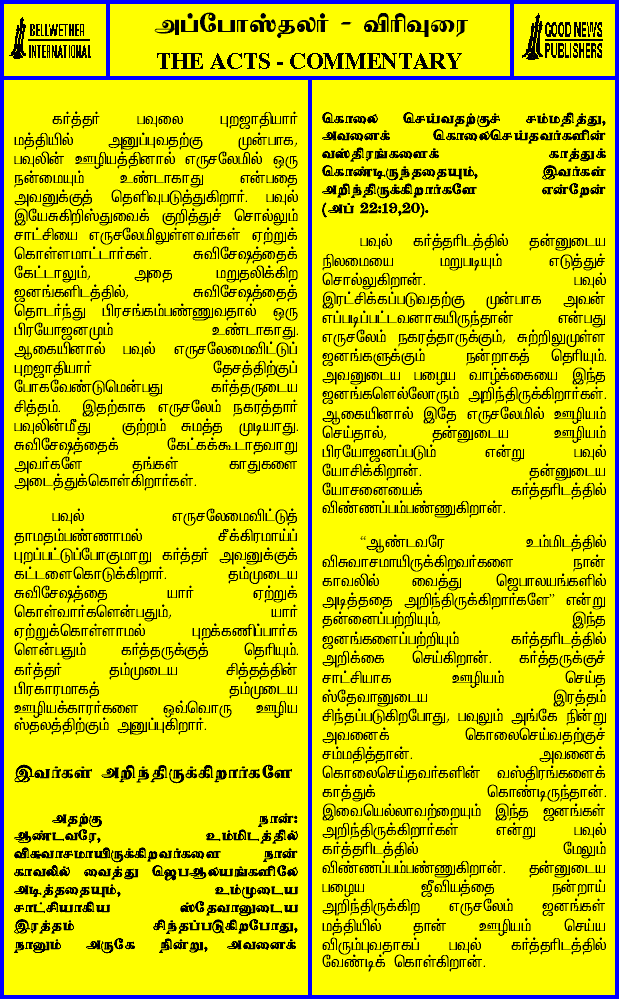 BELLWETHER
INTERNATIONAL
அப்போஸ்தலர் - விரிவுரை
THE ACTS - COMMENTARY
GOOD NEWS
PUBLISHERS
கர்த்தர் பவுலை புறஜாதியார்
மத்தியில் அனுப்புவதற்கு முன்பாக,
பவுலின் ஊழியத்தினால் எருசலேமில் ஒரு
நன்மையும் உண்டாகாது என்பதை
அவனுக்குத் தெளிவுபடுத்துகிறார். பவுல்
இயேசுகிறிஸ்துவைக் குறித்துச் சொல்லும்
சாட்சியை எருசலேமிலுள்ளவர்கள் ஏற்றுக்
கொள்ளமாட்டார்கள். சுவிசேஷத்தைக்
கேட்டாலும், அதை மறுதலிக்கிற
ஜனங்களிடத்தில், சுவிசேஷத்தைத்
தொடர்ந்து பிரசங்கம்பண்ணுவதால் ஒரு
பிரயோஜனமும் உண்டாகாது.
ஆகையினால் பவுல் எருசலேமைவிட்டுப்
புறஜாதியார் தேசத்திற்குப்
போகவேண்டுமென்பது கர்த்தருடைய
சித்தம். இதற்காக எருசலேம் நகரத்தார்
பவுலின்மீது குற்றம் சுமத்த முடியாது.
சுவிசேஷத்தைக் கேட்கக்கூடாதவாறு
அவர்களே தங்கள் காதுகளை
அடைத்துக்கொள்கிறார்கள்.
பவுல் எருசலேமைவிட்டுத்
தாமதம்பண்ணாமல் சீக்கிரமாய்ப்
புறப்பட்டுப்போகுமாறு கர்த்தர் அவனுக்குக்
கட்டளைகொடுக்கிறார். தம்முடைய
சுவிசேஷத்தை யார் ஏற்றுக்
கொள்வார்களென்பதும், யார்
ஏற்றுக்கொள்ளாமல் புறக்கணிப்பார்க
ளென்பதும் கர்த்தருக்குத் தெரியும்.
கர்த்தர் தம்முடைய சித்தத்தின்
பிரகாரமாகத் தம்முடைய
ஊழியக்காரர்களை ஒவ்வொரு ஊழிய
ஸ்தலத்திற்கும் அனுப்புகிறார்.
இவர்கள் அறிந்திருக்கிறார்களே
அதற்கு நான்:
ஆண்டவரே, உம்மிடத்தில்
விசுவாசமாயிருக்கிறவர்களை நான்
காவலில் வைத்து ஜெபஆலயங்களிலே
அடித்ததையும், உம்முடைய
சாட்சியாகிய ஸ்தேவானுடைய
இரத்தம் சிந்தப்படுகிறபோது,
நானும் அருகே நின்று, அவனைக்
கொலை செய்வதற்குச் சம்மதித்து,
அவனைக் கொலைசெய்தவர்களின்
வஸ்திரங்களைக் காத்துக்
கொண்டிருந்ததையும், இவர்கள்
அறிந்திருக்கிறார்களே என்றேன்
(அப் 22:19,20).
பவுல் கர்த்தரிடத்தில் தன்னுடைய
நிலமையை மறுபடியும் எடுத்துச்
சொல்லுகிறான். பவுல்
இரட்சிக்கப்படுவதற்கு முன்பாக அவன்
எப்படிப்பட்டவனாகயிருந்தான் என்பது
எருசலேம் நகரத்தாருக்கும், சுற்றிலுமுள்ள
ஜனங்களுக்கும் நன்றாகத் தெரியும்.
அவனுடைய பழைய வாழ்க்கையை இந்த
ஜனங்களெல்லோரும் அறிந்திருக்கிறார்கள்.
ஆகையினால் இதே எருசலேமில் ஊழியம்
செய்தால், தன்னுடைய ஊழியம்
பிரயோஜனப்படும் என்று பவுல்
யோசிக்கிறான். தன்னுடைய
யோசனையைக் கர்த்தரிடத்தில்
விண்ணப்பம்பண்ணுகிறான்.
“ஆண்டவரே உம்மிடத்தில்
விசுவாசமாயிருக்கிறவர்களை நான்
காவலில் வைத்து ஜெபாலயங்களில்
அடித்ததை அறிந்திருக்கிறார்களே” என்று
தன்னைப்பற்றியும், இந்த
ஜனங்களைப்பற்றியும் கர்த்தரிடத்தில்
அறிக்கை செய்கிறான். கர்த்தருக்குச்
சாட்சியாக ஊழியம் செய்த
ஸ்தேவானுடைய இரத்தம்
சிந்தப்படுகிறபோது, பவுலும் அங்கே நின்று
அவனைக் கொலைசெய்வதற்குச்
சம்மதித்தான். அவனைக்
கொலைசெய்தவர்களின் வஸ்திரங்களைக்
காத்துக் கொண்டிருந்தான்.
இவையெல்லாவற்றையும் இந்த ஜனங்கள்
அறிந்திருக்கிறார்கள் என்று பவுல்
கர்த்தரிடத்தில் மேலும்
விண்ணப்பம்பண்ணுகிறான். தன்னுடைய
பழைய ஜீவியத்தை நன்றாய்
அறிந்திருக்கிற எருசலேம் ஜனங்கள்
மத்தியில் தான் ஊழியம் செய்ய
விரும்புவதாகப் பவுல் கர்த்தரிடத்தில்
வேண்டிக் கொள்கிறான்.